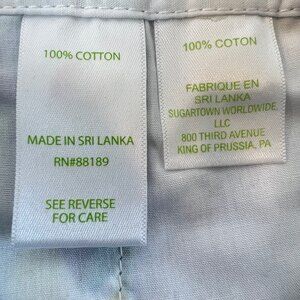 100% COTTON
MADE IN SRI LANKA
RN#88189
SEE REVERSE
FOR CARE
100% COTON
FABRIQUE EN
SRI LANKA
SUGARTOWN WORLDWIDE
LLC
800 THIRD AVENUE
KING OF PRUSSIA, PA